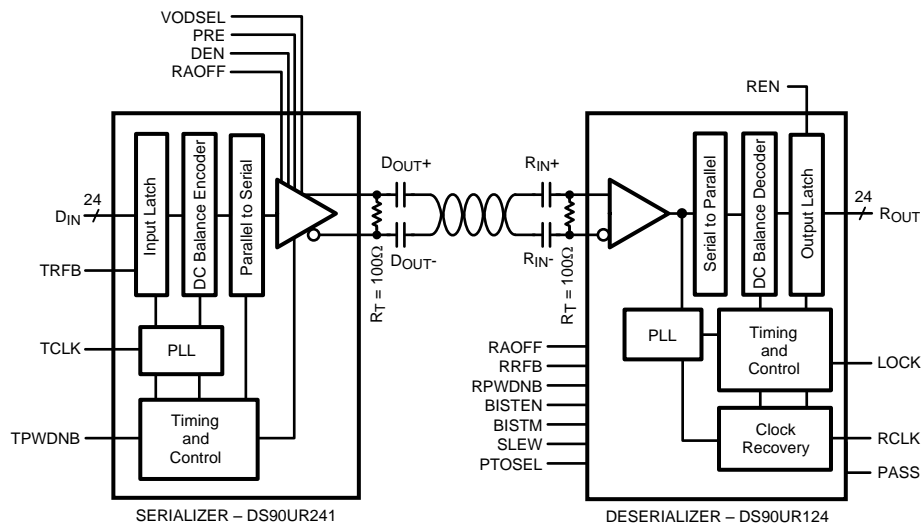 VODSEL
PRE
DEN
RAOFF
REN
Input Latch
DC Balance Encoder
Parallel to Serial
DOUT+
RIN+
Serial to Parallel
DC Balance Decoder
Output Latch
24
DIN
24
ROUT
DOUT-
RIN-
RT = 100Ω
RT = 100Ω
TRFB
TCLK
PLL
PLL
Timing
and
Control
RAOFF
RRFB
RPWDNB
BISTEN
BISTM
SLEW
PTOSEL
LOCK
TPWDNB
Timing
and
Control
Clock
Recovery
RCLK
PASS
SERIALIZER – DS90UR241
DESERIALIZER – DS90UR124